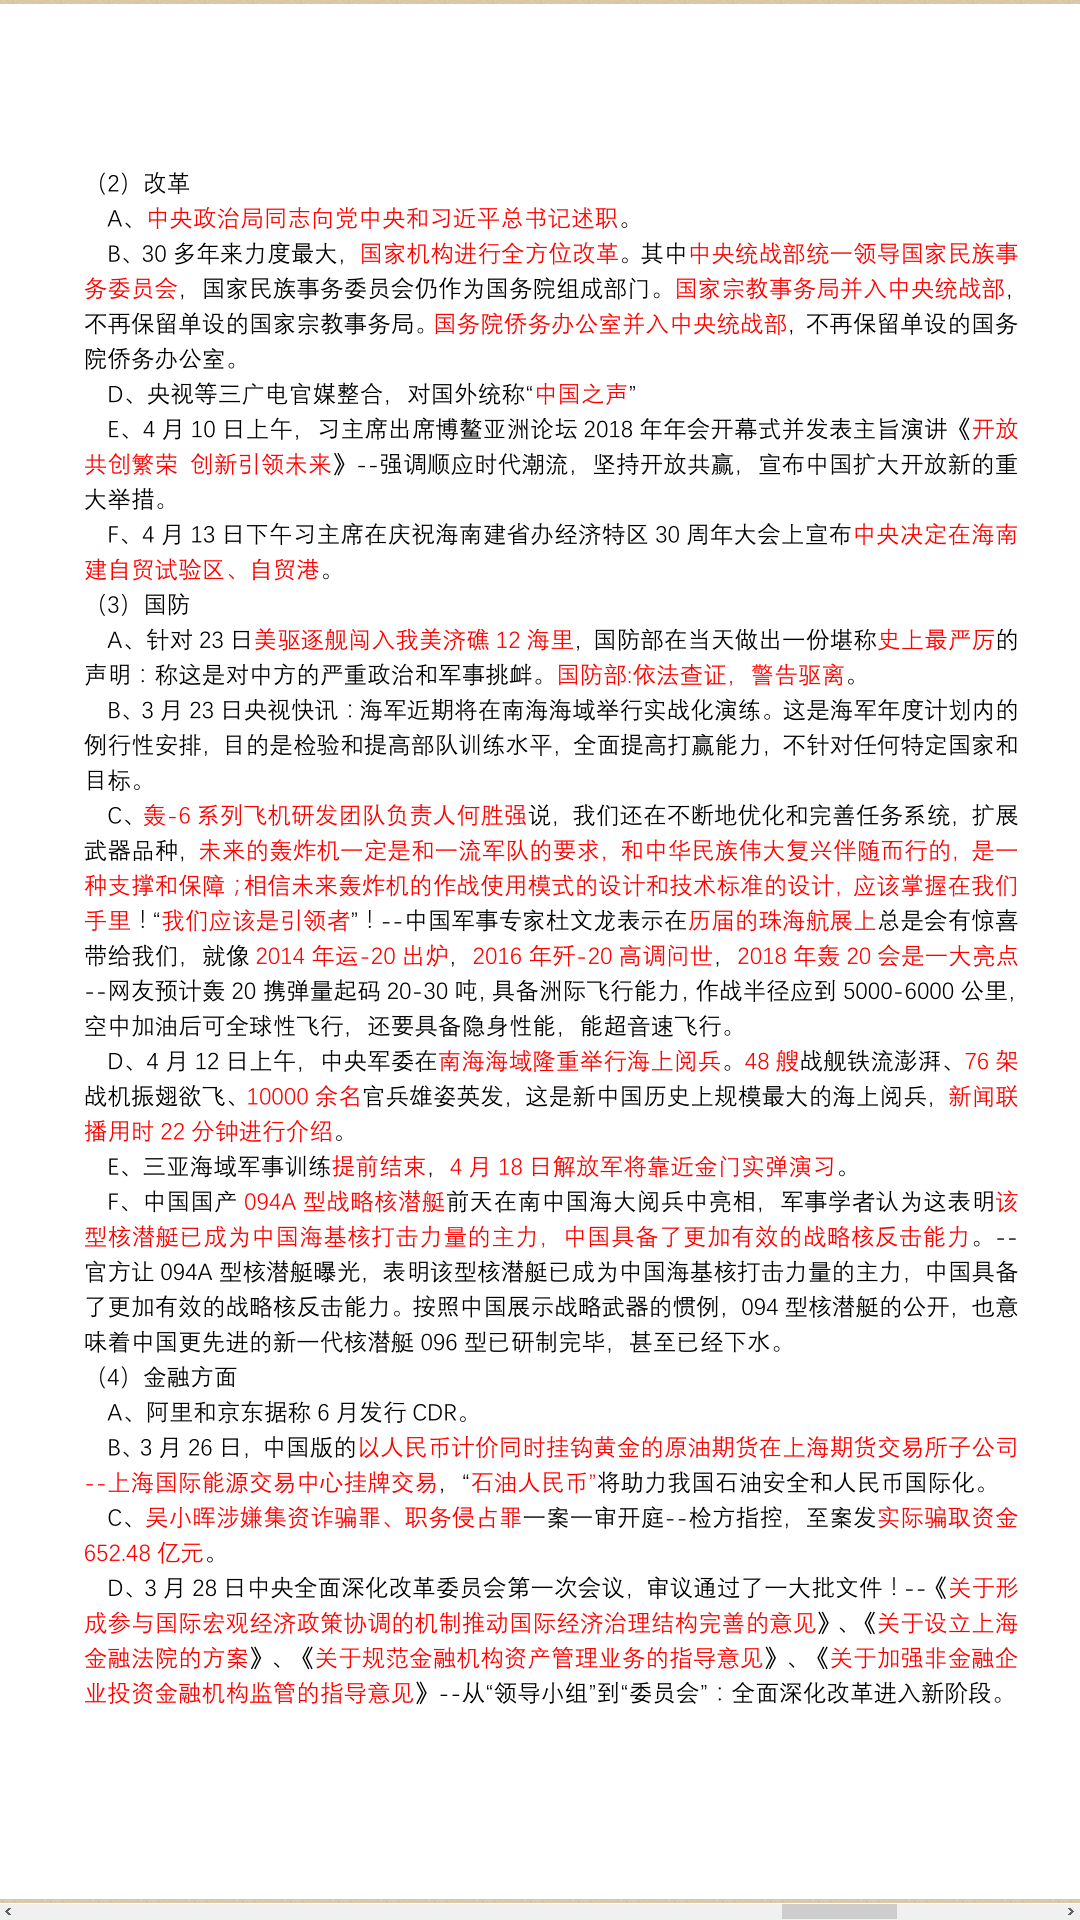 （2）改革
A、中央政治局同志向党中央和习近平总书记述职。
B、30 多年来力度最大，国家机构进行全方位改革。其中中央统战部统一领导国家民族事
务委员会，国家民族事务委员会仍作为国务院组成部门。国家宗教事务局并入中央统战部，
不再保留单设的国家宗教事务局。国务院侨务办公室并入中央统战部，不再保留单设的国务
院侨务办公室。
D、央视等三广电官媒整合，对国外统称“中国之声”
E、4 月 10 日上午，习主席出席博鳌亚洲论坛 2018 年年会开幕式并发表主旨演讲《开放
共创繁荣 创新引领未来》--强调顺应时代潮流，坚持开放共赢，宣布中国扩大开放新的重
大举措。
F、4 月 13 日下午习主席在庆祝海南建省办经济特区 30 周年大会上宣布中央决定在海南
建自贸试验区、自贸港。
（3）国防
A、针对 23 日美驱逐舰闯入我美济礁 12 海里，国防部在当天做出一份堪称史上最严厉的
声明：称这是对中方的严重政治和军事挑衅。国防部:依法查证，警告驱离。
B、3 月 23 日央视快讯：海军近期将在南海海域举行实战化演练。这是海军年度计划内的
例行性安排，目的是检验和提高部队训练水平，全面提高打赢能力，不针对任何特定国家和
目标。
C、轰-6 系列飞机研发团队负责人何胜强说，我们还在不断地优化和完善任务系统，扩展
武器品种，未来的轰炸机一定是和一流军队的要求，和中华民族伟大复兴伴随而行的，是一
种支撑和保障；相信未来轰炸机的作战使用模式的设计和技术标准的设计，应该掌握在我们
手里！“我们应该是引领者”！--中国军事专家杜文龙表示在历届的珠海航展上总是会有惊喜
带给我们，就像 2014 年运-20 出炉，2016 年歼-20 高调问世，2018 年轰 20 会是一大亮点
--网友预计轰 20 携弹量起码 20-30 吨, 具备洲际飞行能力, 作战半径应到 5000-6000 公里，
空中加油后可全球性飞行，还要具备隐身性能，能超音速飞行。
D、4 月 12 日上午，中央军委在南海海域隆重举行海上阅兵。48 艘战舰铁流澎湃、76 架
战机振翅欲飞、10000 余名官兵雄姿英发，这是新中国历史上规模最大的海上阅兵，新闻联
播用时 22 分钟进行介绍。
E、三亚海域军事训练提前结束，4 月 18 日解放军将靠近金门实弹演习。
F、中国国产 094A 型战略核潜艇前天在南中国海大阅兵中亮相，军事学者认为这表明该
型核潜艇已成为中国海基核打击力量的主力，中国具备了更加有效的战略核反击能力。--
官方让 094A 型核潜艇曝光，表明该型核潜艇已成为中国海基核打击力量的主力，中国具备
了更加有效的战略核反击能力。按照中国展示战略武器的惯例，094 型核潜艇的公开，也意
味着中国更先进的新一代核潜艇 096 型已研制完毕，甚至已经下水。
（4）金融方面
A、阿里和京东据称 6 月发行 CDR。
B、3 月 26 日，中国版的以人民币计价同时挂钩黄金的原油期货在上海期货交易所子公司
--上海国际能源交易中心挂牌交易，“石油人民币”将助力我国石油安全和人民币国际化。
C、吴小晖涉嫌集资诈骗罪、职务侵占罪一案一审开庭--检方指控，至案发实际骗取资金
652.48 亿元。
D、3 月 28 日中央全面深化改革委员会第一次会议，审议通过了一大批文件！--《关于形
成参与国际宏观经济政策协调的机制推动国际经济治理结构完善的意见》、《关于设立上海
金融法院的方案》、《关于规范金融机构资产管理业务的指导意见》、《关于加强非金融企
业投资金融机构监管的指导意见》--从“领导小组”到“委员会”：全面深化改革进入新阶段。